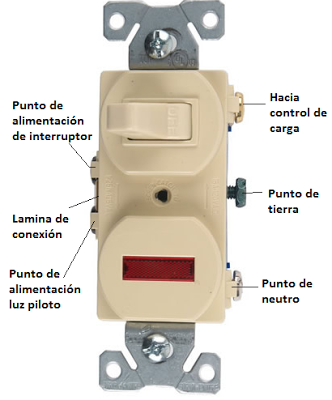 Punto de
alimentación
de interruptor
Lamina de
conexión
Punto de
alimentación
luz piloto
Hacia
control de
carga
Punto de
tierra
Punto de
neutro